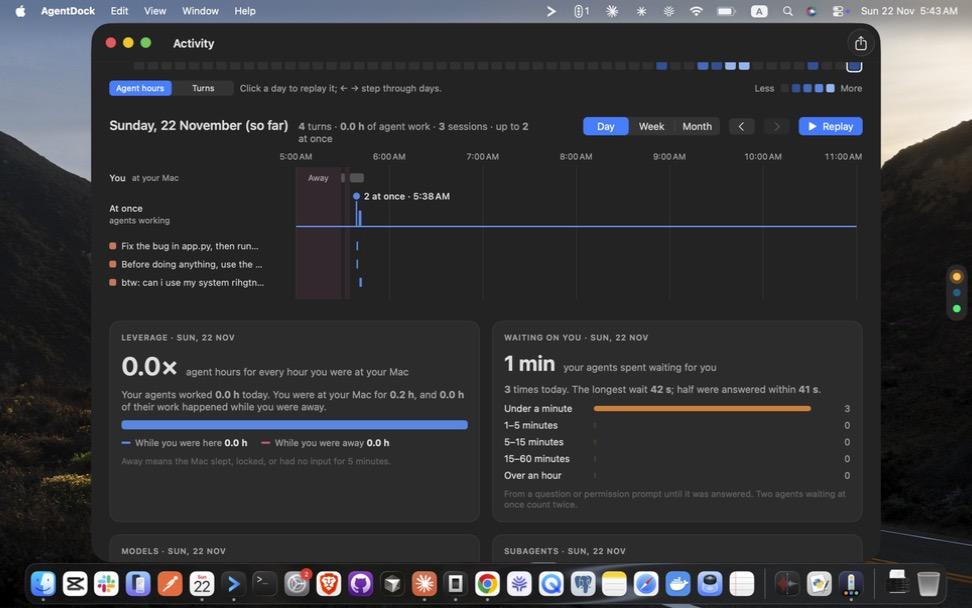 AgentDock Edit View Window Help 1 A Sun 22 Nov 5:43 AM
Activity
Agent hours Turns Click a day to replay it; ← → step through days. Less More
Sunday, 22 November (so far) 4 turns · 0.0 h of agent work · 3 sessions · up to 2 at once Day Week Month Replay
5:00 AM 6:00 AM 7:00 AM 8:00 AM 9:00 AM 10:00 AM 11:00 AM
You at your Mac Away
2 at once · 5:38 AM
At once
agents working
Fix the bug in app.py, then run...
Before doing anything, use the ...
btw: can i use my system rihgtn...
LEVERAGE · SUN, 22 NOV
0.0× agent hours for every hour you were at your Mac
Your agents worked 0.0 h today. You were at your Mac for 0.2 h, and 0.0 h
of their work happened while you were away.
While you were here 0.0 h While you were away 0.0 h
Away means the Mac slept, locked, or had no input for 5 minutes.
WAITING ON YOU · SUN, 22 NOV
1 min your agents spent waiting for you
3 times today. The longest wait 42 s; half were answered within 41 s.
Under a minute 3
1–5 minutes 0
5–15 minutes 0
15–60 minutes 0
Over an hour 0
From a question or permission prompt until it was answered. Two agents waiting at
once count twice.
MODELS · SUN, 22 NOV
SUBAGENTS · SUN, 22 NOV
2
Sun
22